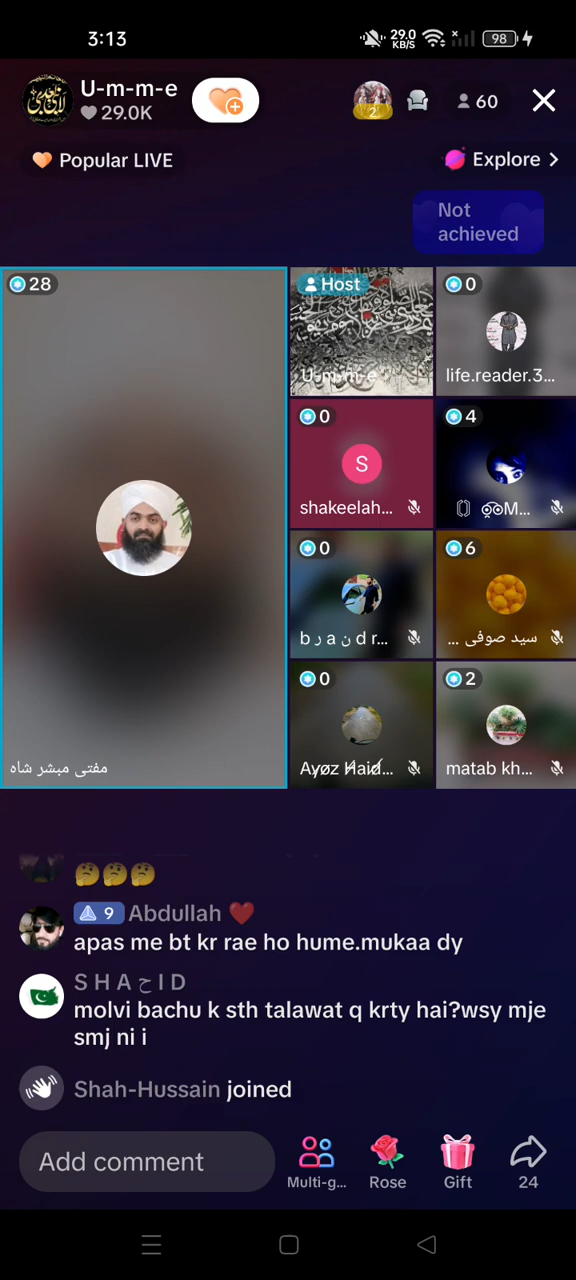 3:13
29.0
KB/S
98
U-m-m-e
29.0K
2
60
Popular LIVE
Explore >
Not
achieved
28
Host
0
U-m-m-e
life.reader.3...
0
4
S
shakeelah...
M...
0
6
b ر a ن d r...
سید صوفی ...
0
2
Ayøz Haid...
matab kh...
مفتی مبشر شاہ
🤔🤔🤔
9 Abdullah ❤️
apas me bt kr rae ho hume.mukaa dy
S H A ح I D
molvi bachu k sth talawat q krty hai?wsy mje
smj ni i
Shah-Hussain joined
Add comment
Multi-g...
Rose
Gift
24